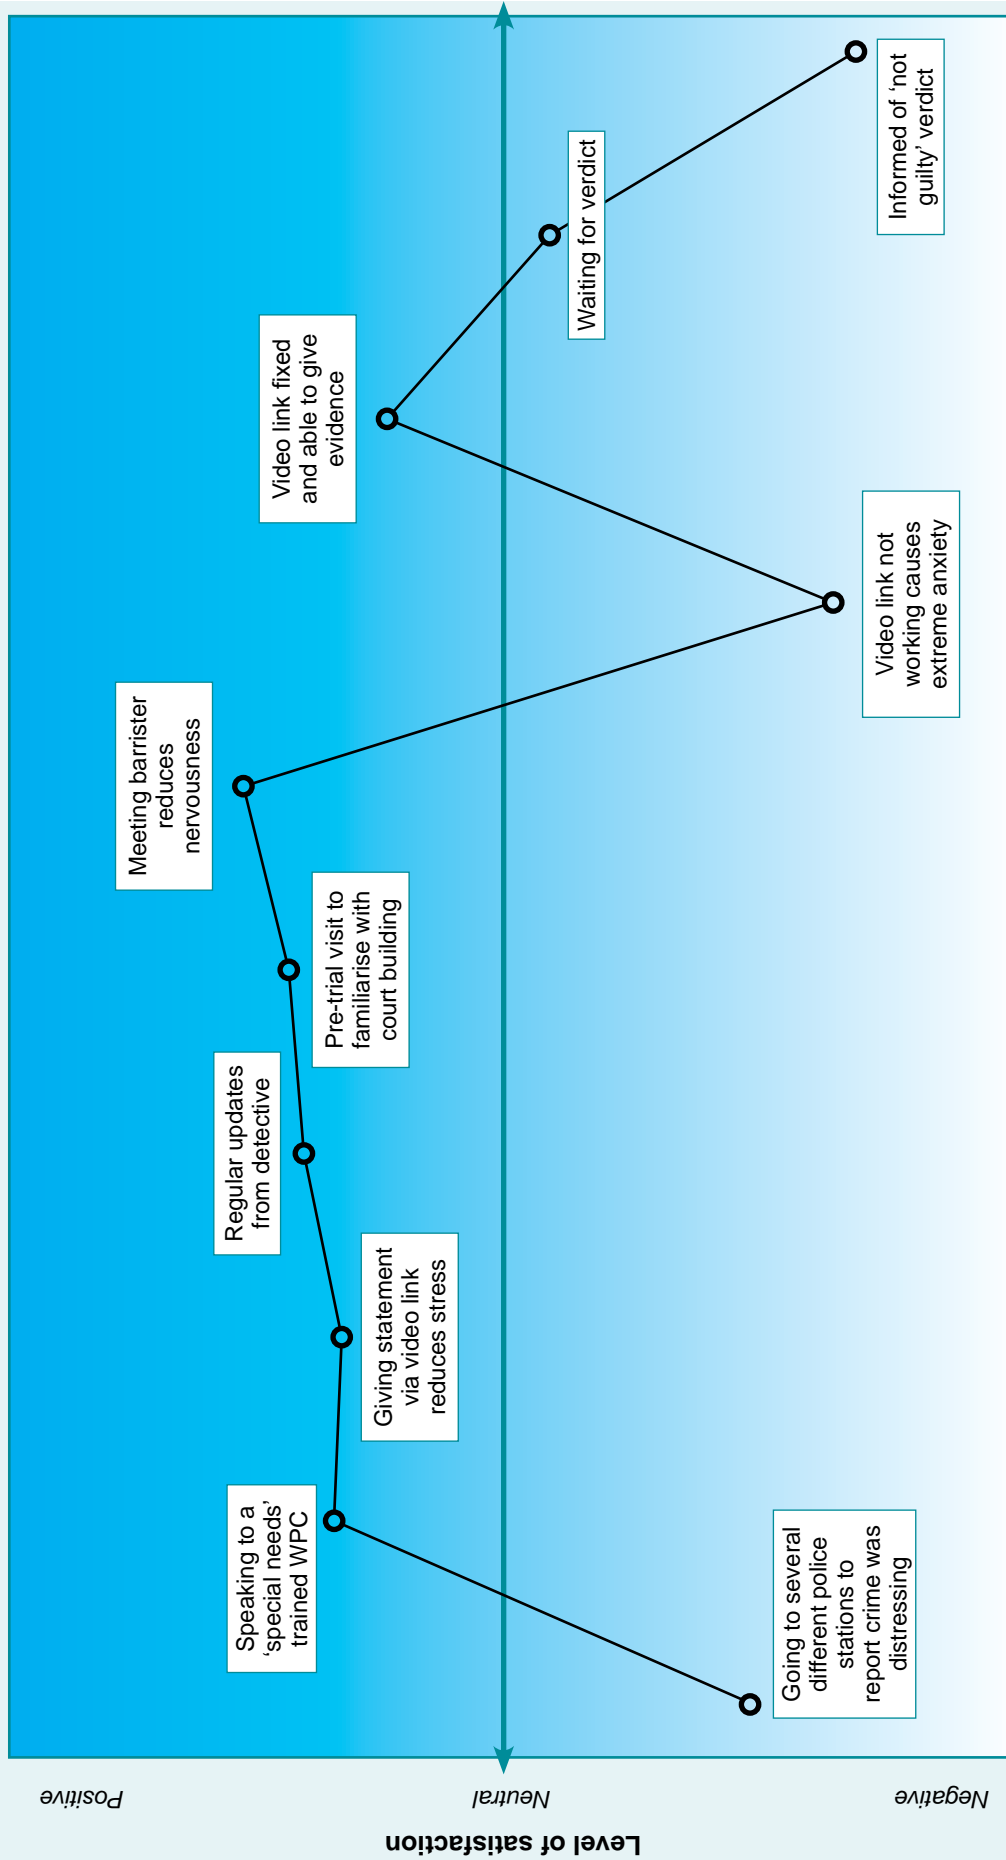 Level of satisfaction
Positive
Neutral
Negative
Going to several
different police
stations to
report crime was
distressing
Speaking to a
‘special needs’
trained WPC
Giving statement
via video link
reduces stress
Regular updates
from detective
Pre-trial visit to
familiarise with
court building
Meeting barrister
reduces
nervousness
Video link not
working causes
extreme anxiety
Video link fixed
and able to give
evidence
Waiting for verdict
Informed of ‘not
guilty’ verdict